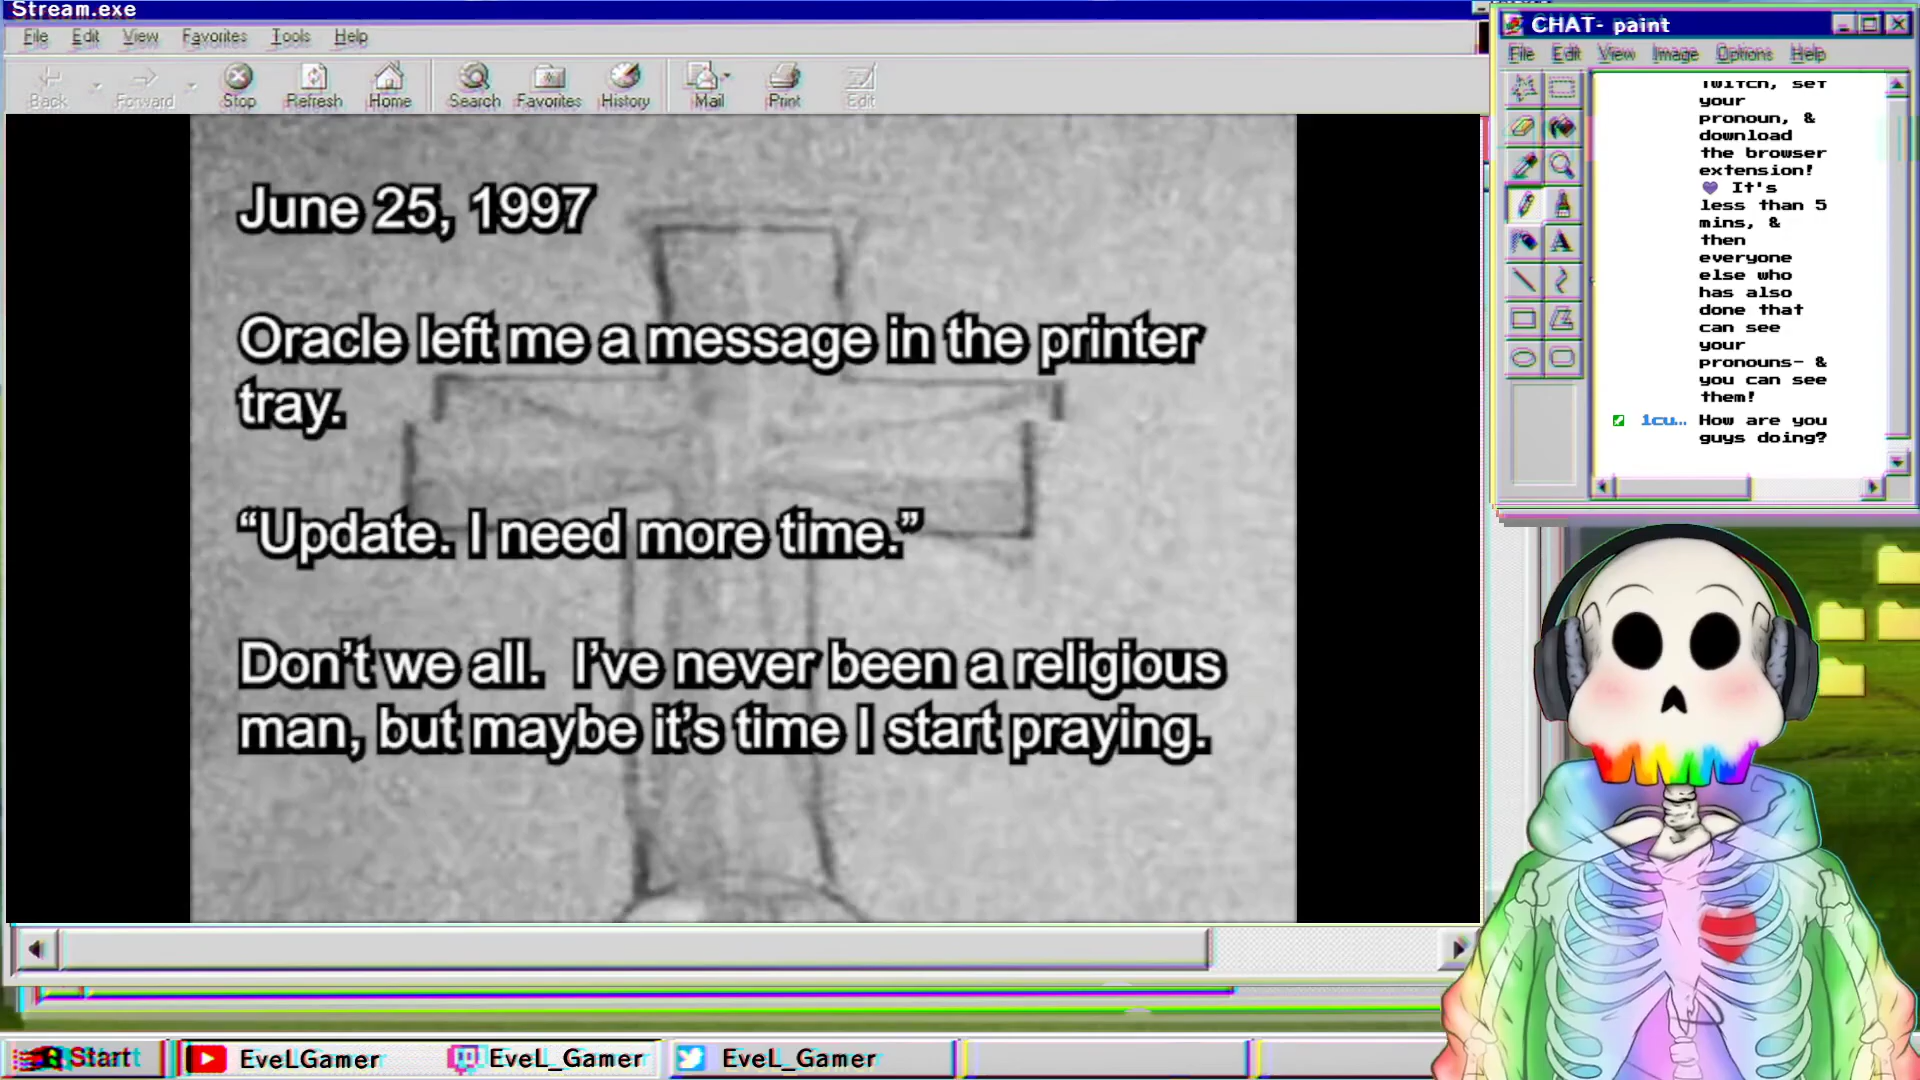 Stream.exe
File Edit View Favorites Tools Help
Back Forward Stop Refresh Home Search Favorites History Mail Print Edit
June 25, 1997
Oracle left me a message in the printer
tray.
“Update. I need more time.”
Don’t we all. I’ve never been a religious
man, but maybe it’s time I start praying.
CHAT- paint
File Edit View Image Options Help
Twitch, set
your
pronoun, &
download
the browser
extension!
It's
less than 5
mins, &
then
everyone
else who
has also
done that
can see
your
pronouns- &
you can see
them!
icu... How are you
guys doing?
Start EveLGamer EveL_Gamer EveL_Gamer